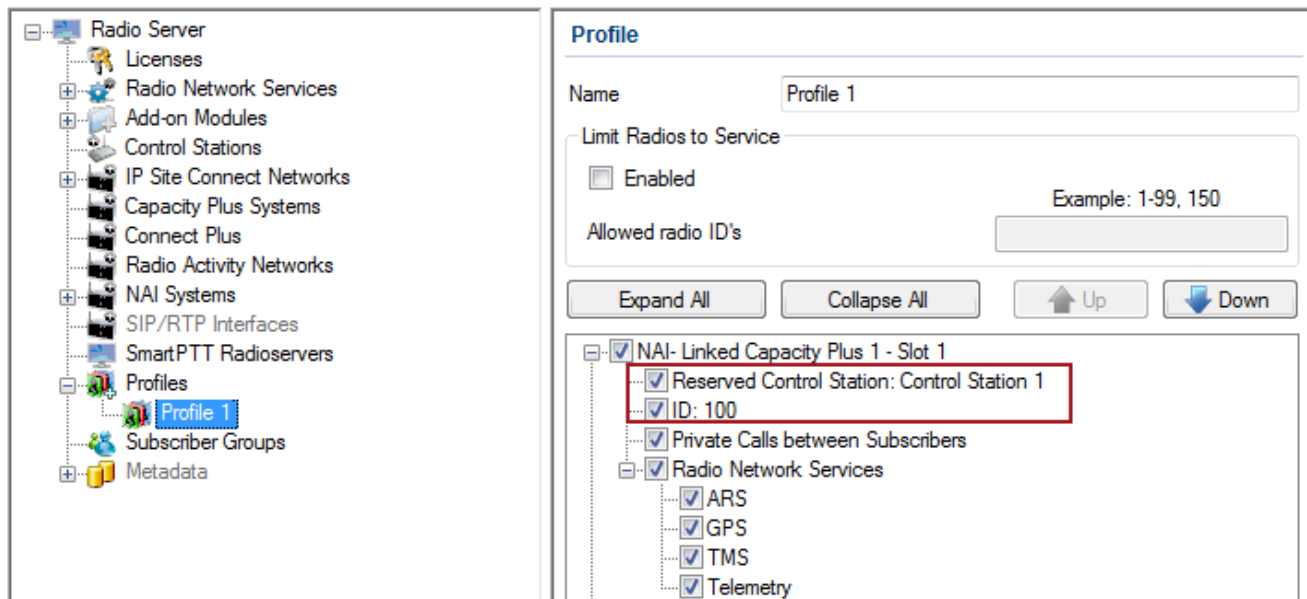 Radio Server
Licenses
Radio Network Services
Add-on Modules
Control Stations
IP Site Connect Networks
Capacity Plus Systems
Connect Plus
Radio Activity Networks
NAI Systems
SIP/RTP Interfaces
SmartPTT Radioservers
Profiles
Profile 1
Subscriber Groups
Metadata
Profile
Name Profile 1
Limit Radios to Service
Enabled
Example: 1-99, 150
Allowed radio ID's
Expand All Collapse All Up Down
NAI- Linked Capacity Plus 1 - Slot 1
Reserved Control Station: Control Station 1
ID: 100
Private Calls between Subscribers
Radio Network Services
ARS
GPS
TMS
Telemetry